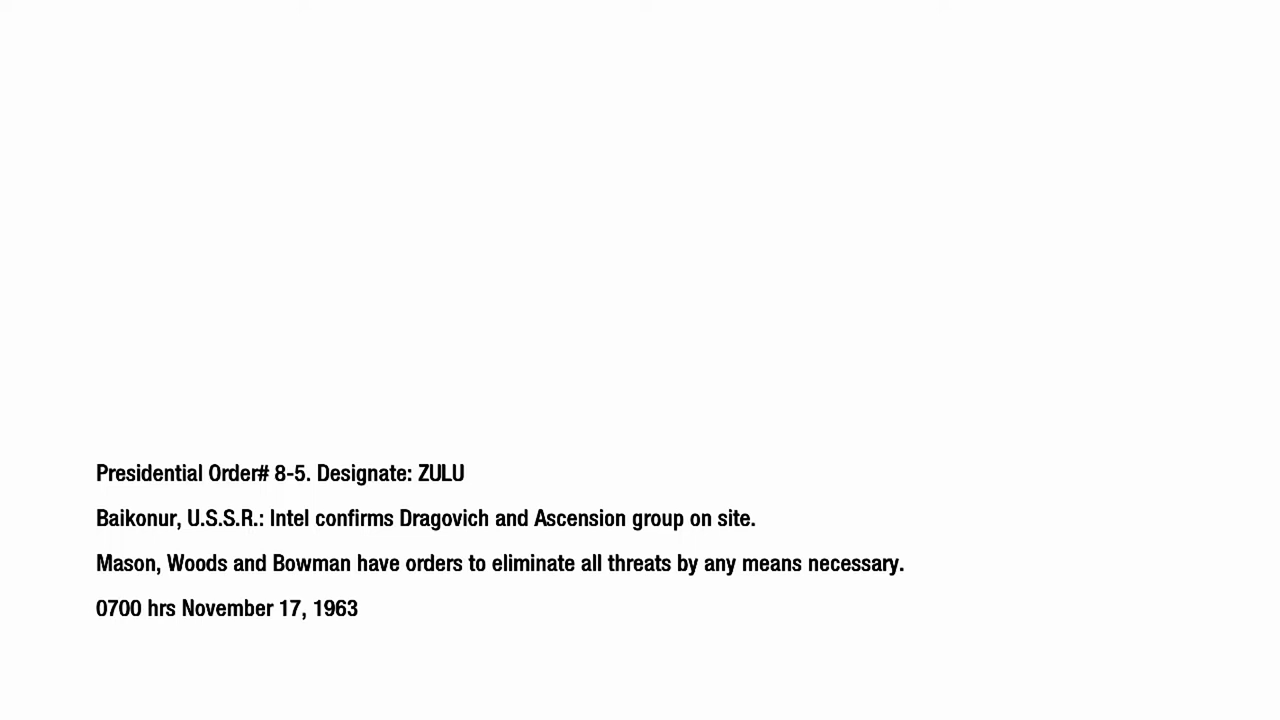 Presidential Order# 8-5. Designate: ZULU
Baikonur, U.S.S.R.: Intel confirms Dragovich and Ascension group on site.
Mason, Woods and Bowman have orders to eliminate all threats by any means necessary.
0700 hrs November 17, 1963